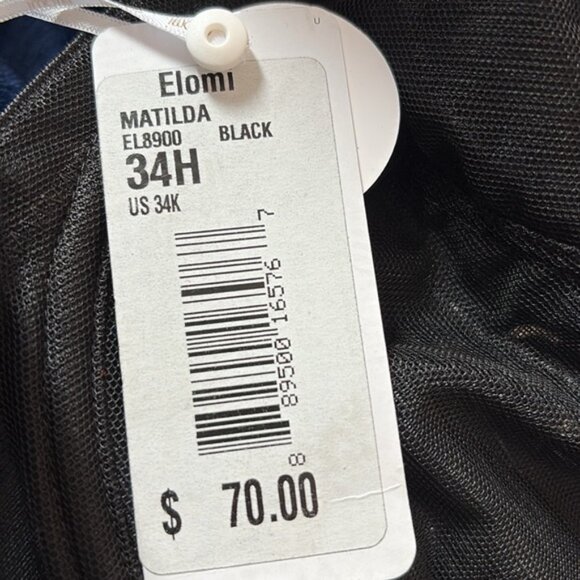 Elomi
MATILDA
EL8900 BLACK
34H
US 34K
8 89500 16576 7
$ 70.00